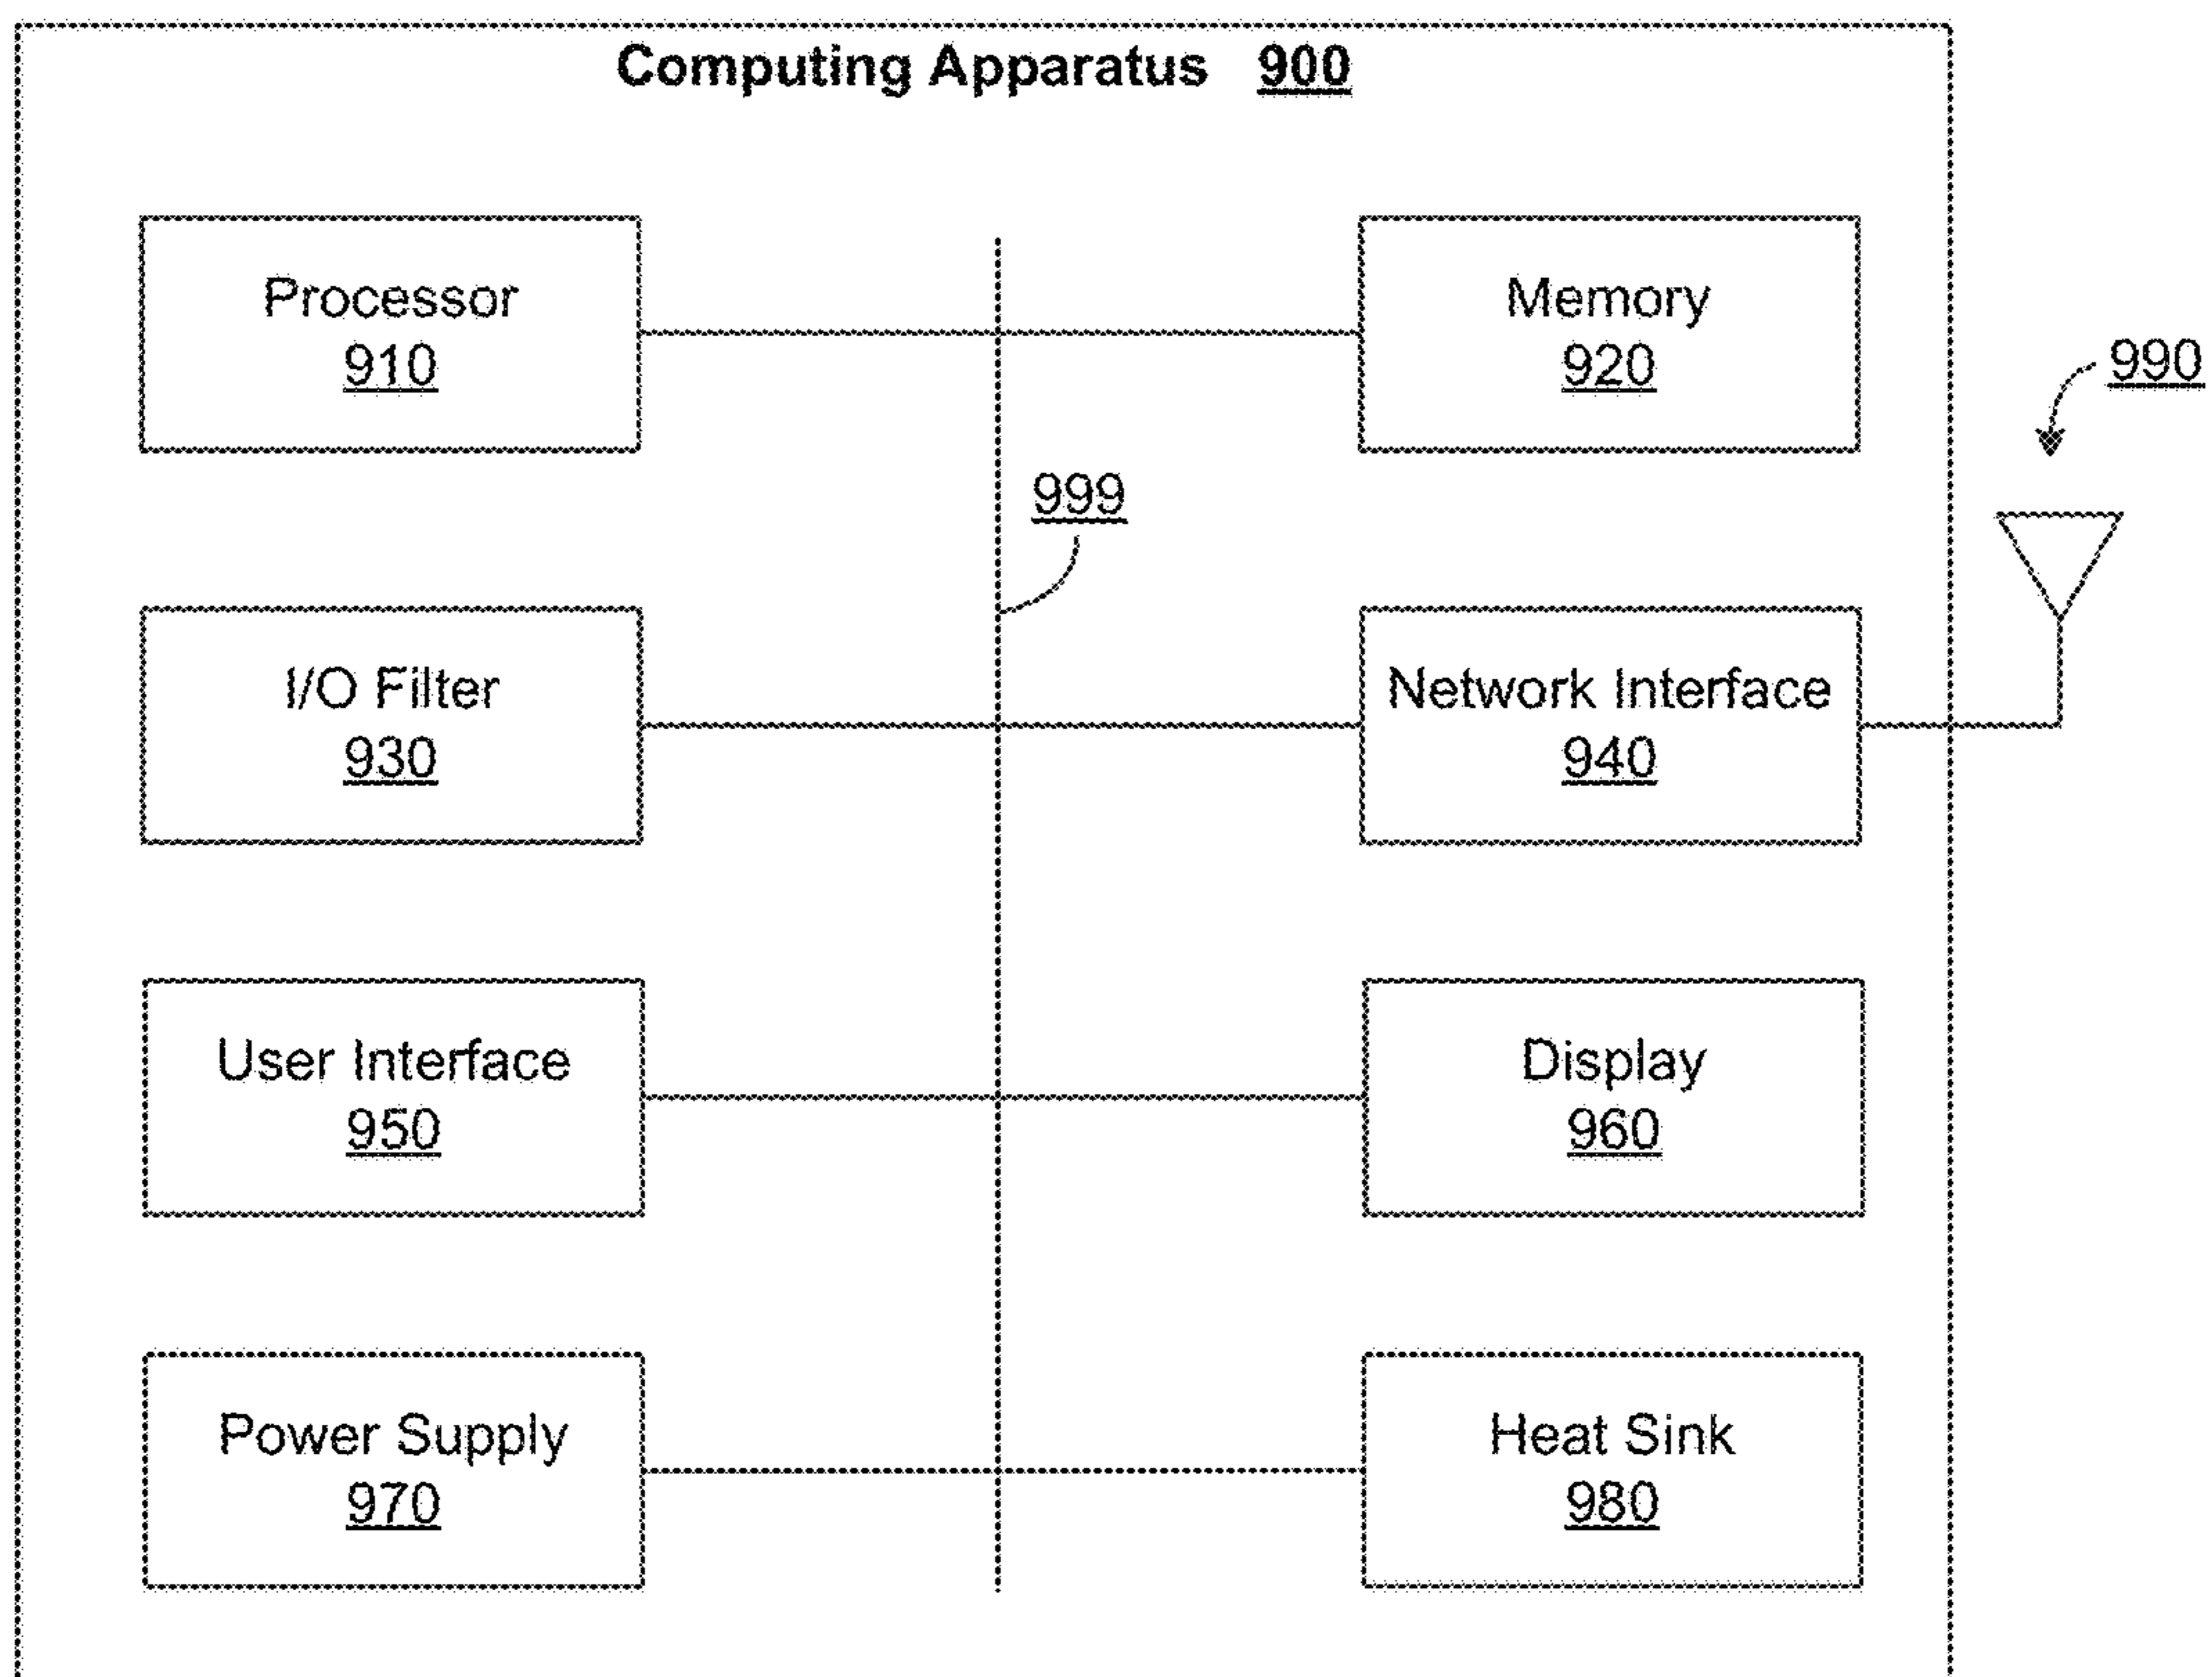 Computing Apparatus 900
Processor
910
Memory
920
990
999
I/O Filter
930
Network Interface
940
User Interface
950
Display
960
Power Supply
970
Heat Sink
980